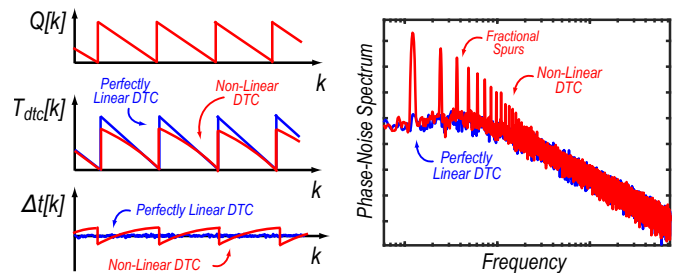 Q[k]
k
T_dtc[k]
Perfectly
Linear DTC
Non-Linear
DTC
k
Δt[k]
Perfectly Linear DTC
Non-Linear DTC
k
Phase-Noise Spectrum
Fractional
Spurs
Non-Linear
DTC
Perfectly
Linear DTC
Frequency